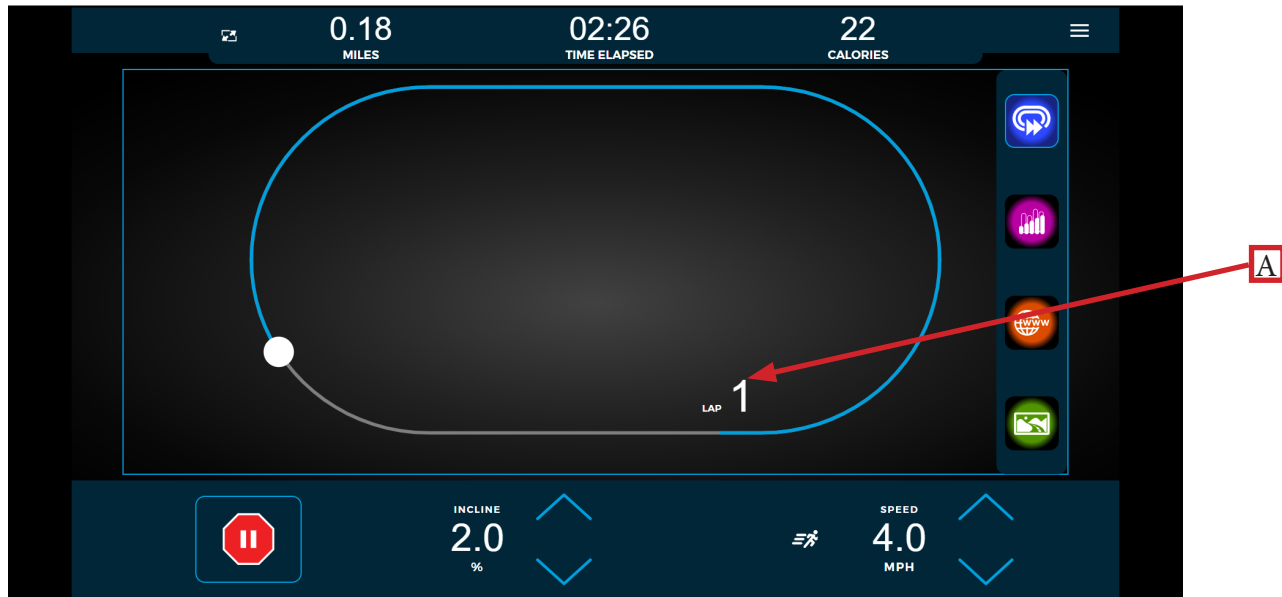 0.18
MILES
02:26
TIME ELAPSED
22
CALORIES
A
WWW
LAP 1
INCLINE
2.0
%
SPEED
4.0
MPH